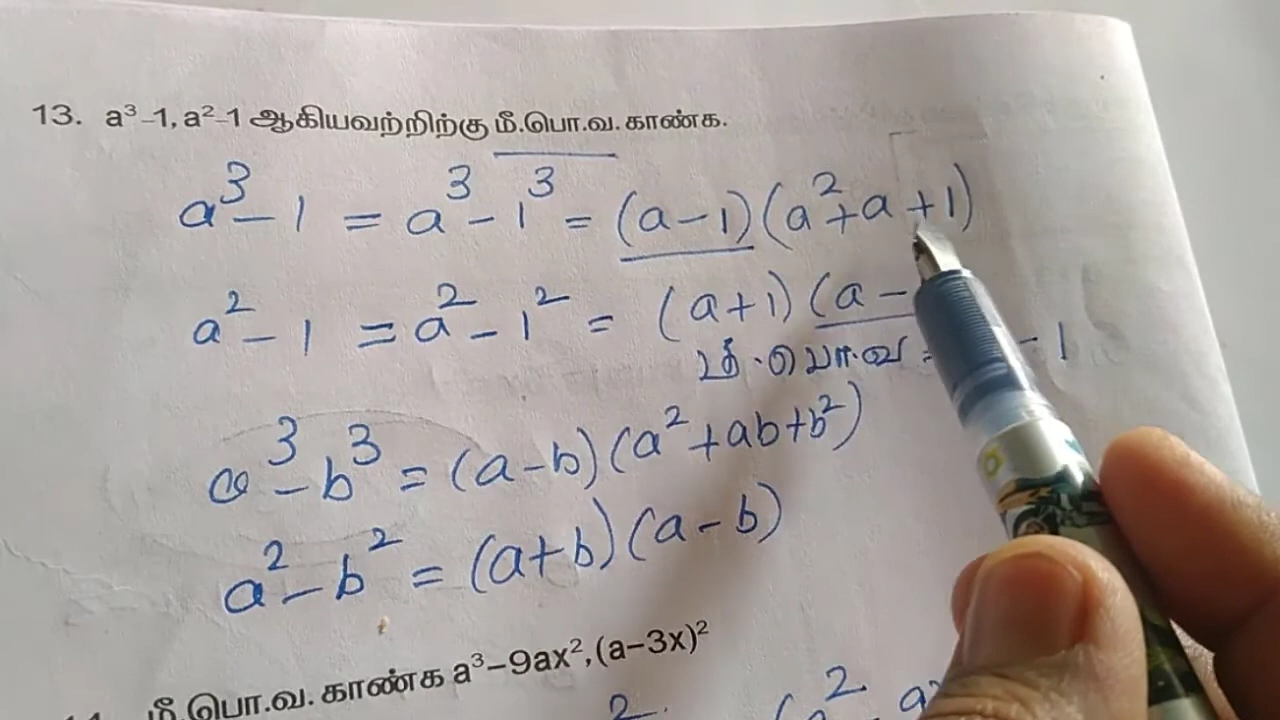 13. a³-1, a²-1 ஆகியவற்றிற்கு மீ.பொ.வ. காண்க.
a³-1 = a³-1³ = (a-1)(a²+a+1)
a²-1 = a²-1² = (a+1)(a-
மீ.பொ.வ = -1
a³-b³ = (a-b)(a²+ab+b²)
a²-b² = (a+b)(a-b)
மீ.பொ.வ. காண்க a³-9ax², (a-3x)²